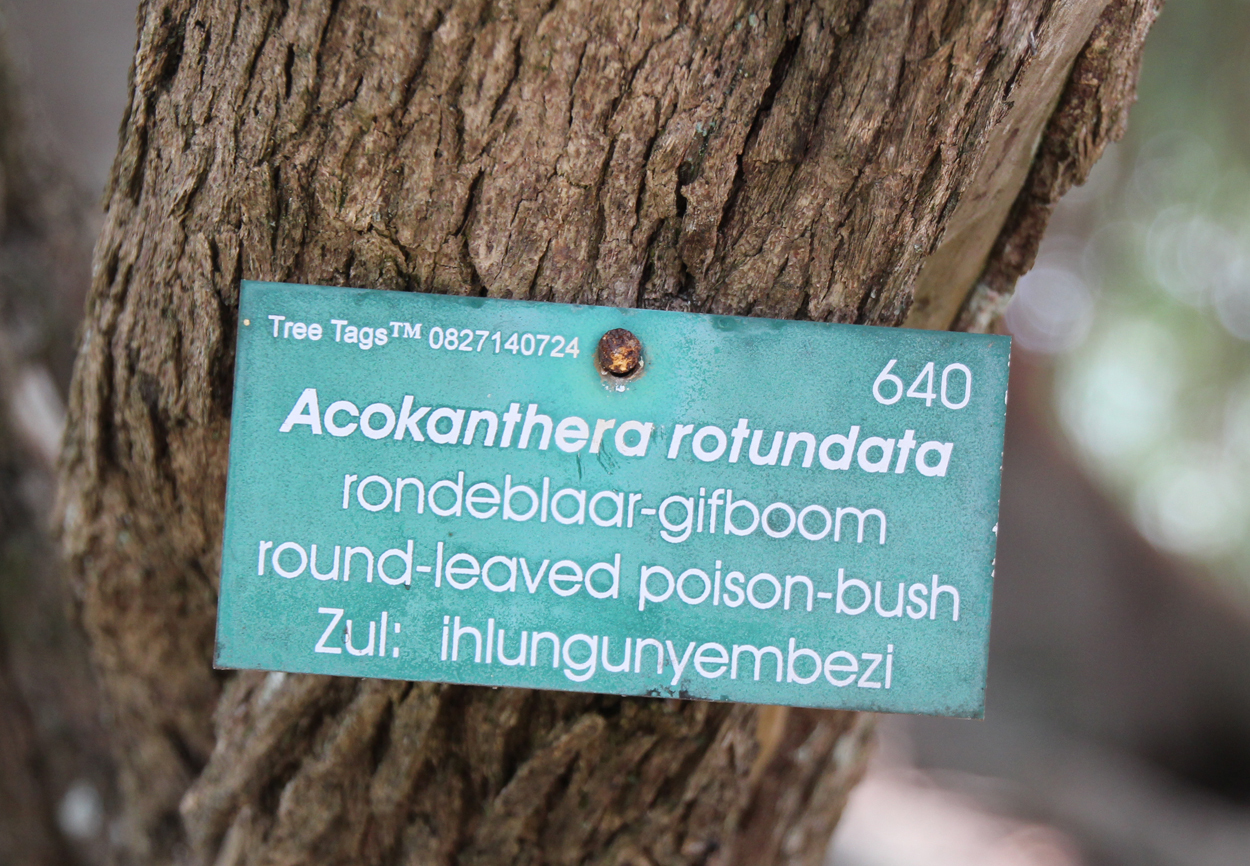 Tree Tags™ 0827140724
640
Acokanthera rotundata
rondeblaar-gifboom
round-leaved poison-bush
Zul: ihlungunyembezi